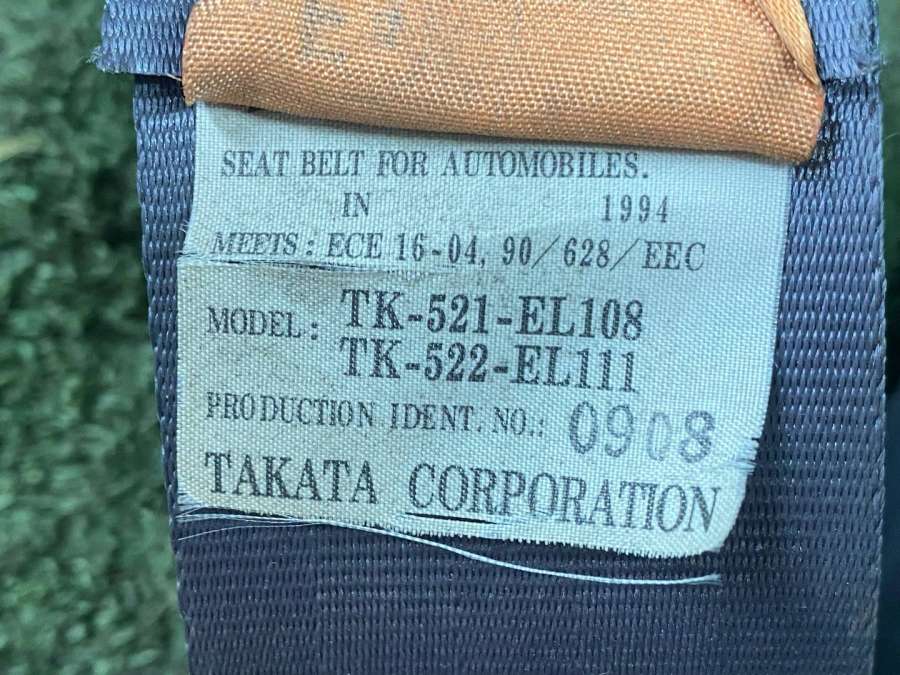 SEAT BELT FOR AUTOMOBILES.
IN 1994
MEETS: ECE 16-04, 90/628/EEC
MODEL: TK-521-EL108
TK-522-EL111
PRODUCTION IDENT. NO.: 0908
TAKATA CORPORATION